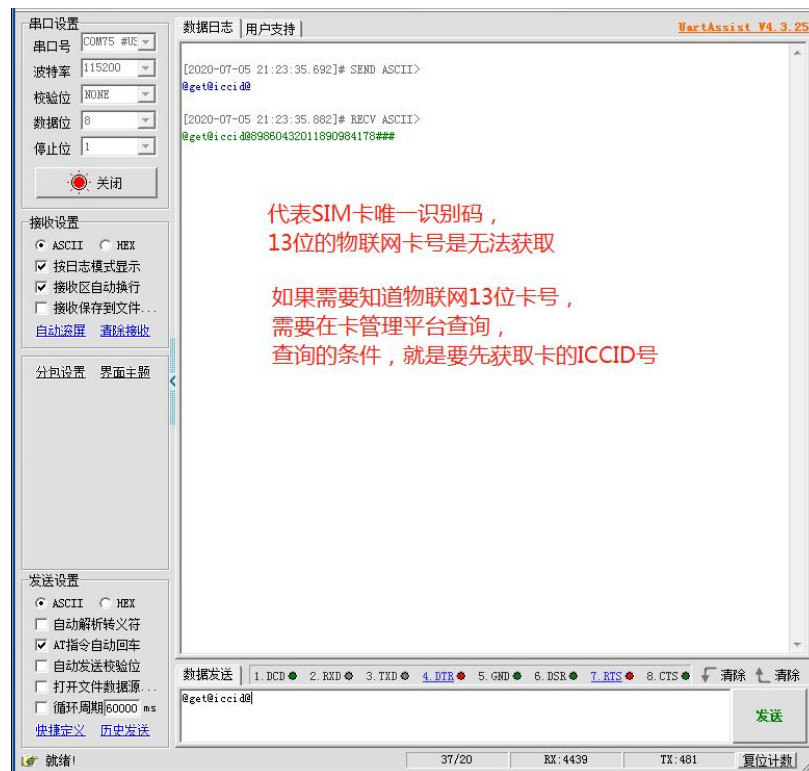 串口设置
串口号 COM75 #US
波特率 115200
校验位 NONE
数据位 8
停止位 1
关闭
接收设置
ASCII HEX
按日志模式显示
接收区自动换行
接收保存到文件...
自动滚屏 清除接收
分包设置 界面主题
发送设置
ASCII HEX
自动解析转义符
AT指令自动回车
自动发送校验位
打开文件数据源...
循环周期 60000 ms
快捷定义 历史发送
就绪!
数据日志 用户支持 UartAssist V4.3.25
[2020-07-05 21:23:35.692]# SEND ASCII>
@get@iccid@
[2020-07-05 21:23:35.882]# RECV ASCII>
@get@iccid@89860432011890984178###
代表SIM卡唯一识别码，
13位的物联网卡号是无法获取
如果需要知道物联网13位卡号，
需要在卡管理平台查询，
查询的条件，就是要先获取卡的ICCID号
数据发送 1.DCD 2.RXD 3.TXD 4.DTR 5.GND 6.DSR 7.RTS 8.CTS 清除 清除
@get@iccid@
发送
37/20 RX:4439 TX:481 复位计数